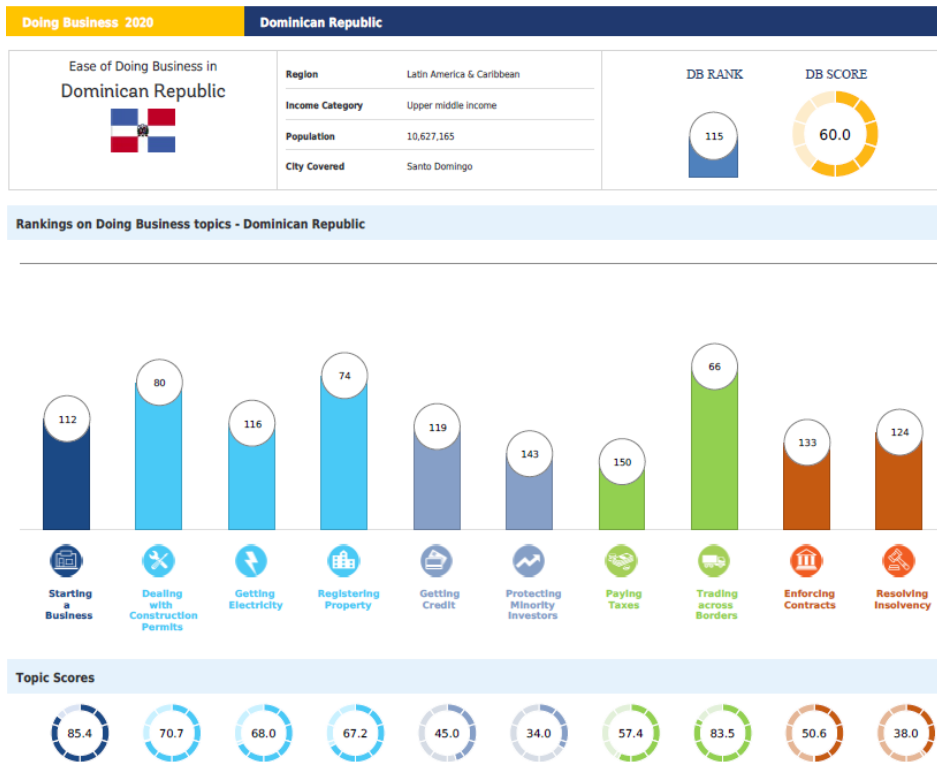 Doing Business 2020
Dominican Republic
Ease of Doing Business in
Dominican Republic
Region Latin America & Caribbean
Income Category Upper middle income
Population 10,627,165
City Covered Santo Domingo
DB RANK DB SCORE
115 60.0
Rankings on Doing Business topics - Dominican Republic
112
80
116
74
119
143
150
66
133
124
Starting
a
Business
Dealing
with
Construction
Permits
Getting
Electricity
Registering
Property
Getting
Credit
Protecting
Minority
Investors
Paying
Taxes
Trading
across
Borders
Enforcing
Contracts
Resolving
Insolvency
Topic Scores
85.4 70.7 68.0 67.2 45.0 34.0 57.4 83.5 50.6 38.0